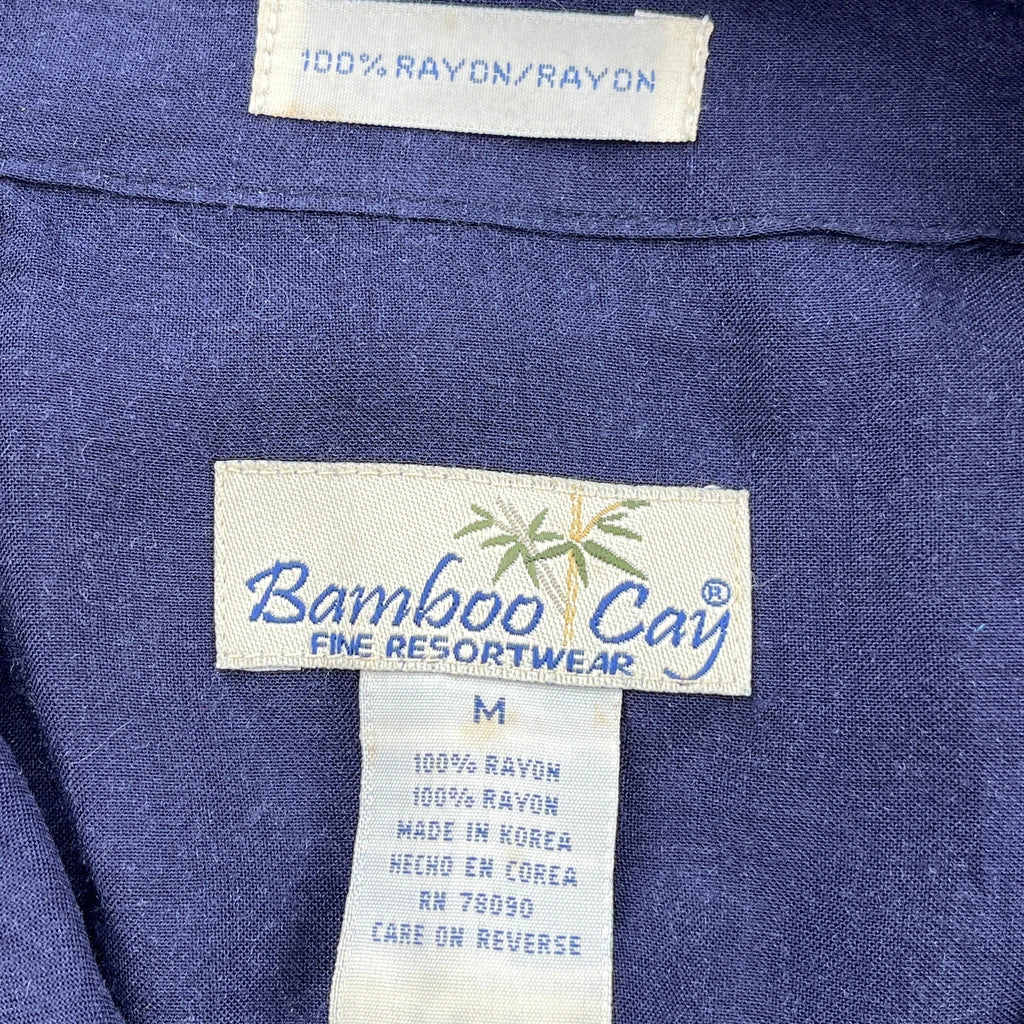 100% RAYON/RAYON
Bamboo Cay®
FINE RESORTWEAR
M
100% RAYON
100% RAYON
MADE IN KOREA
HECHO EN COREA
RN 78090
CARE ON REVERSE